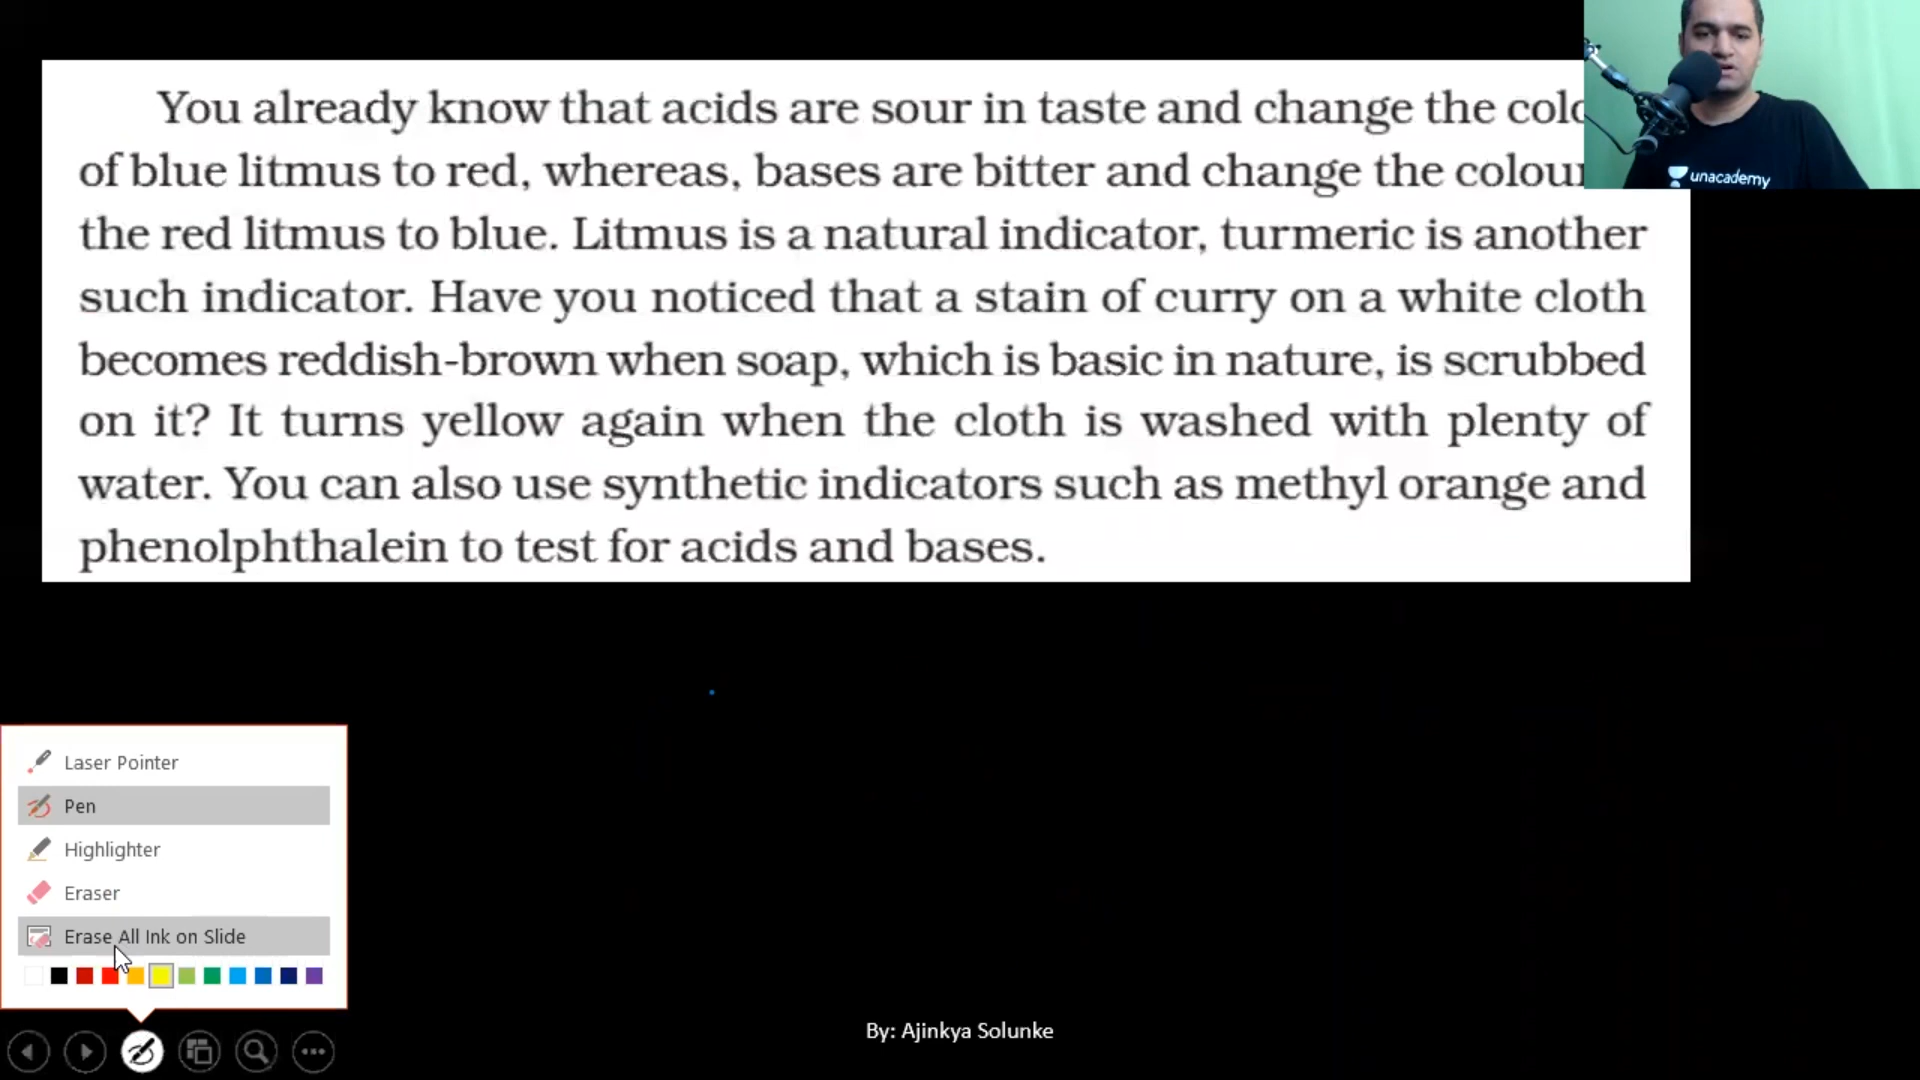 You already know that acids are sour in taste and change the
of blue litmus to red, whereas, bases are bitter and change the colour
the red litmus to blue. Litmus is a natural indicator, turmeric is another
such indicator. Have you noticed that a stain of curry on a white cloth
becomes reddish-brown when soap, which is basic in nature, is scrubbed
on it? It turns yellow again when the cloth is washed with plenty of
water. You can also use synthetic indicators such as methyl orange and
phenolphthalein to test for acids and bases.
unacademy
Laser Pointer
Pen
Highlighter
Eraser
Erase All Ink on Slide
By: Ajinkya Solunke